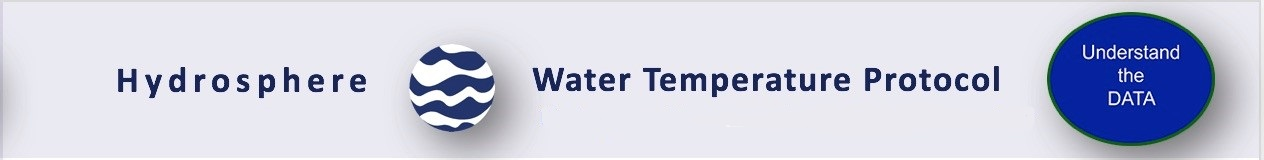 Hydrosphere
Water Temperature Protocol
Understand
the
DATA